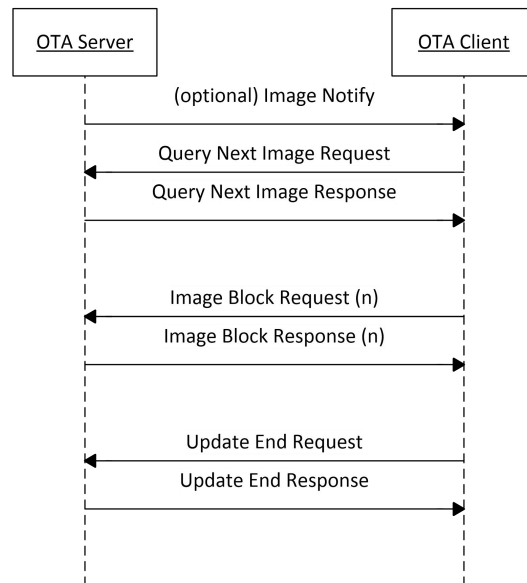 OTA Server
OTA Client
(optional) Image Notify
Query Next Image Request
Query Next Image Response
Image Block Request (n)
Image Block Response (n)
Update End Request
Update End Response